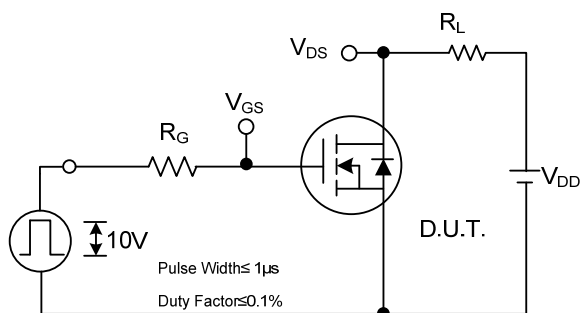 RL
VDS
VGS
RG
VDD
10V
D.U.T.
Pulse Width≤ 1μs
Duty Factor≤0.1%